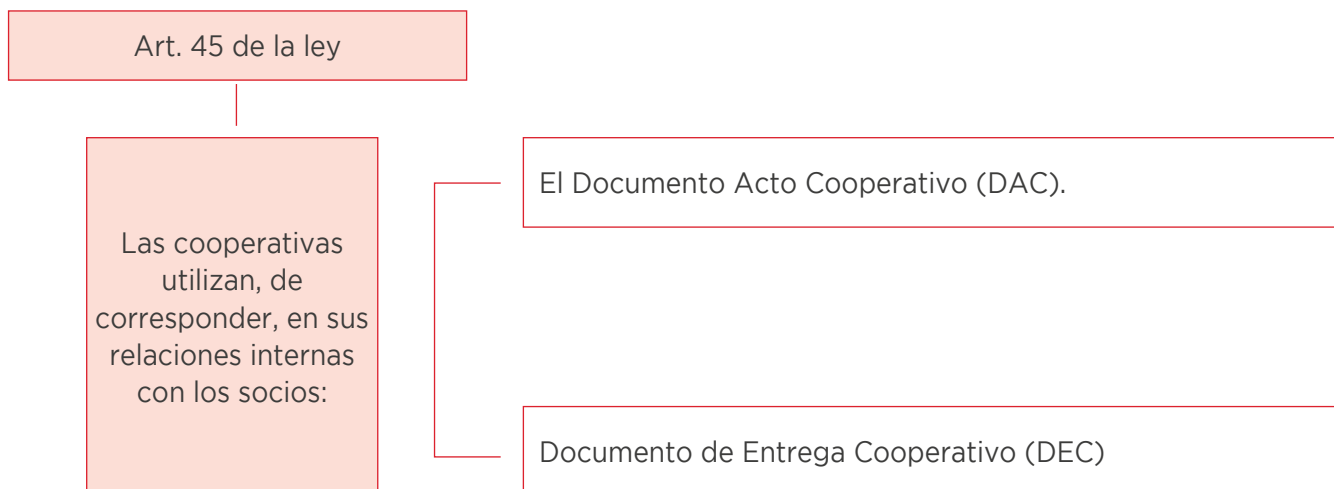 Art. 45 de la ley
Las cooperativas
utilizan, de
corresponder, en sus
relaciones internas
con los socios:
El Documento Acto Cooperativo (DAC).
Documento de Entrega Cooperativo (DEC)